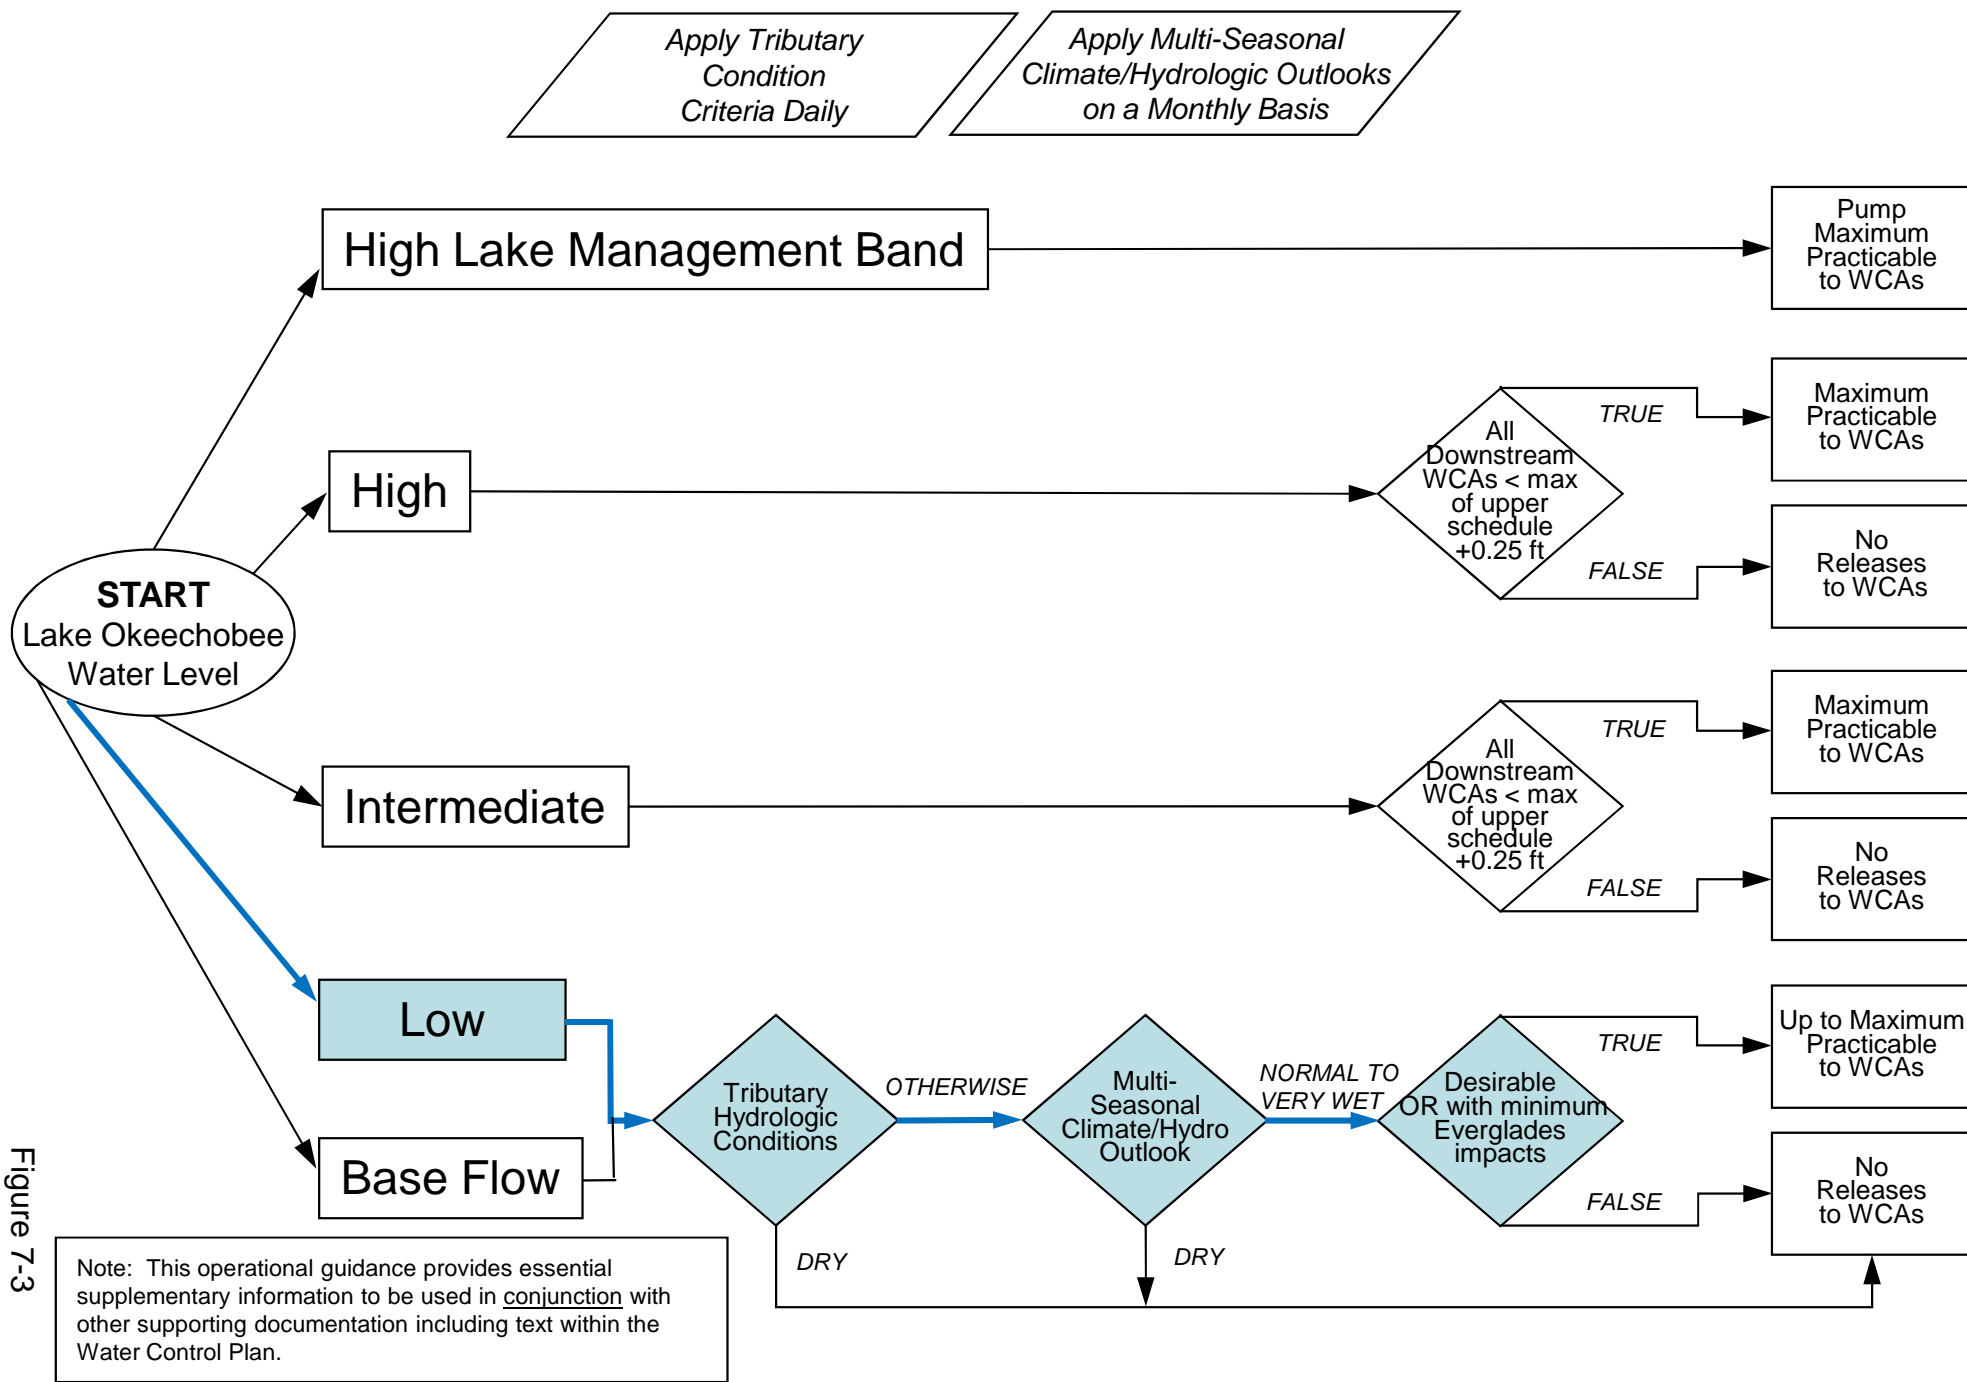 Apply Tributary
Condition
Criteria Daily
Apply Multi-Seasonal
Climate/Hydrologic Outlooks
on a Monthly Basis
High Lake Management Band
Pump
Maximum
Practicable
to WCAs
High
All
Downstream
WCAs < max
of upper
schedule
+0.25 ft
TRUE
Maximum
Practicable
to WCAs
FALSE
No
Releases
to WCAs
START
Lake Okeechobee
Water Level
Intermediate
All
Downstream
WCAs < max
of upper
schedule
+0.25 ft
TRUE
Maximum
Practicable
to WCAs
FALSE
No
Releases
to WCAs
Low
Base Flow
Tributary
Hydrologic
Conditions
OTHERWISE
DRY
Multi-
Seasonal
Climate/Hydro
Outlook
NORMAL TO
VERY WET
DRY
Desirable
OR with minimum
Everglades
impacts
TRUE
Up to Maximum
Practicable
to WCAs
FALSE
No
Releases
to WCAs
Figure 7-3
Note: This operational guidance provides essential
supplementary information to be used in conjunction with
other supporting documentation including text within the
Water Control Plan.